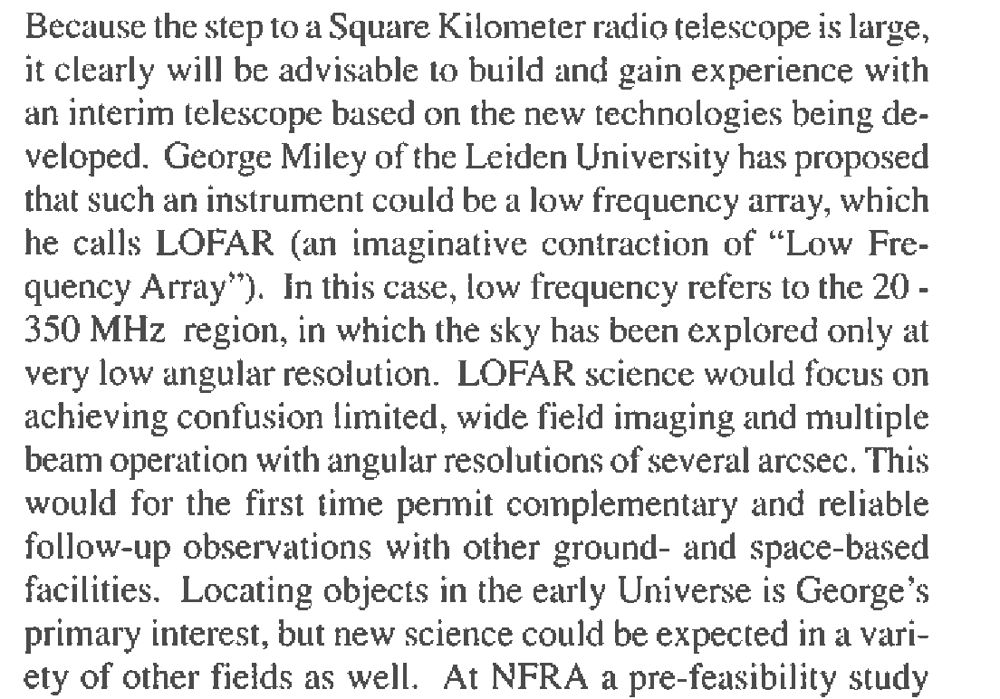 Because the step to a Square Kilometer radio telescope is large,
it clearly will be advisable to build and gain experience with
an interim telescope based on the new technologies being de-
veloped. George Miley of the Leiden University has proposed
that such an instrument could be a low frequency array, which
he calls LOFAR (an imaginative contraction of “Low Fre-
quency Array”). In this case, low frequency refers to the 20 -
350 MHz region, in which the sky has been explored only at
very low angular resolution. LOFAR science would focus on
achieving confusion limited, wide field imaging and multiple
beam operation with angular resolutions of several arcsec. This
would for the first time permit complementary and reliable
follow-up observations with other ground- and space-based
facilities. Locating objects in the early Universe is George’s
primary interest, but new science could be expected in a vari-
ety of other fields as well. At NFRA a pre-feasibility study